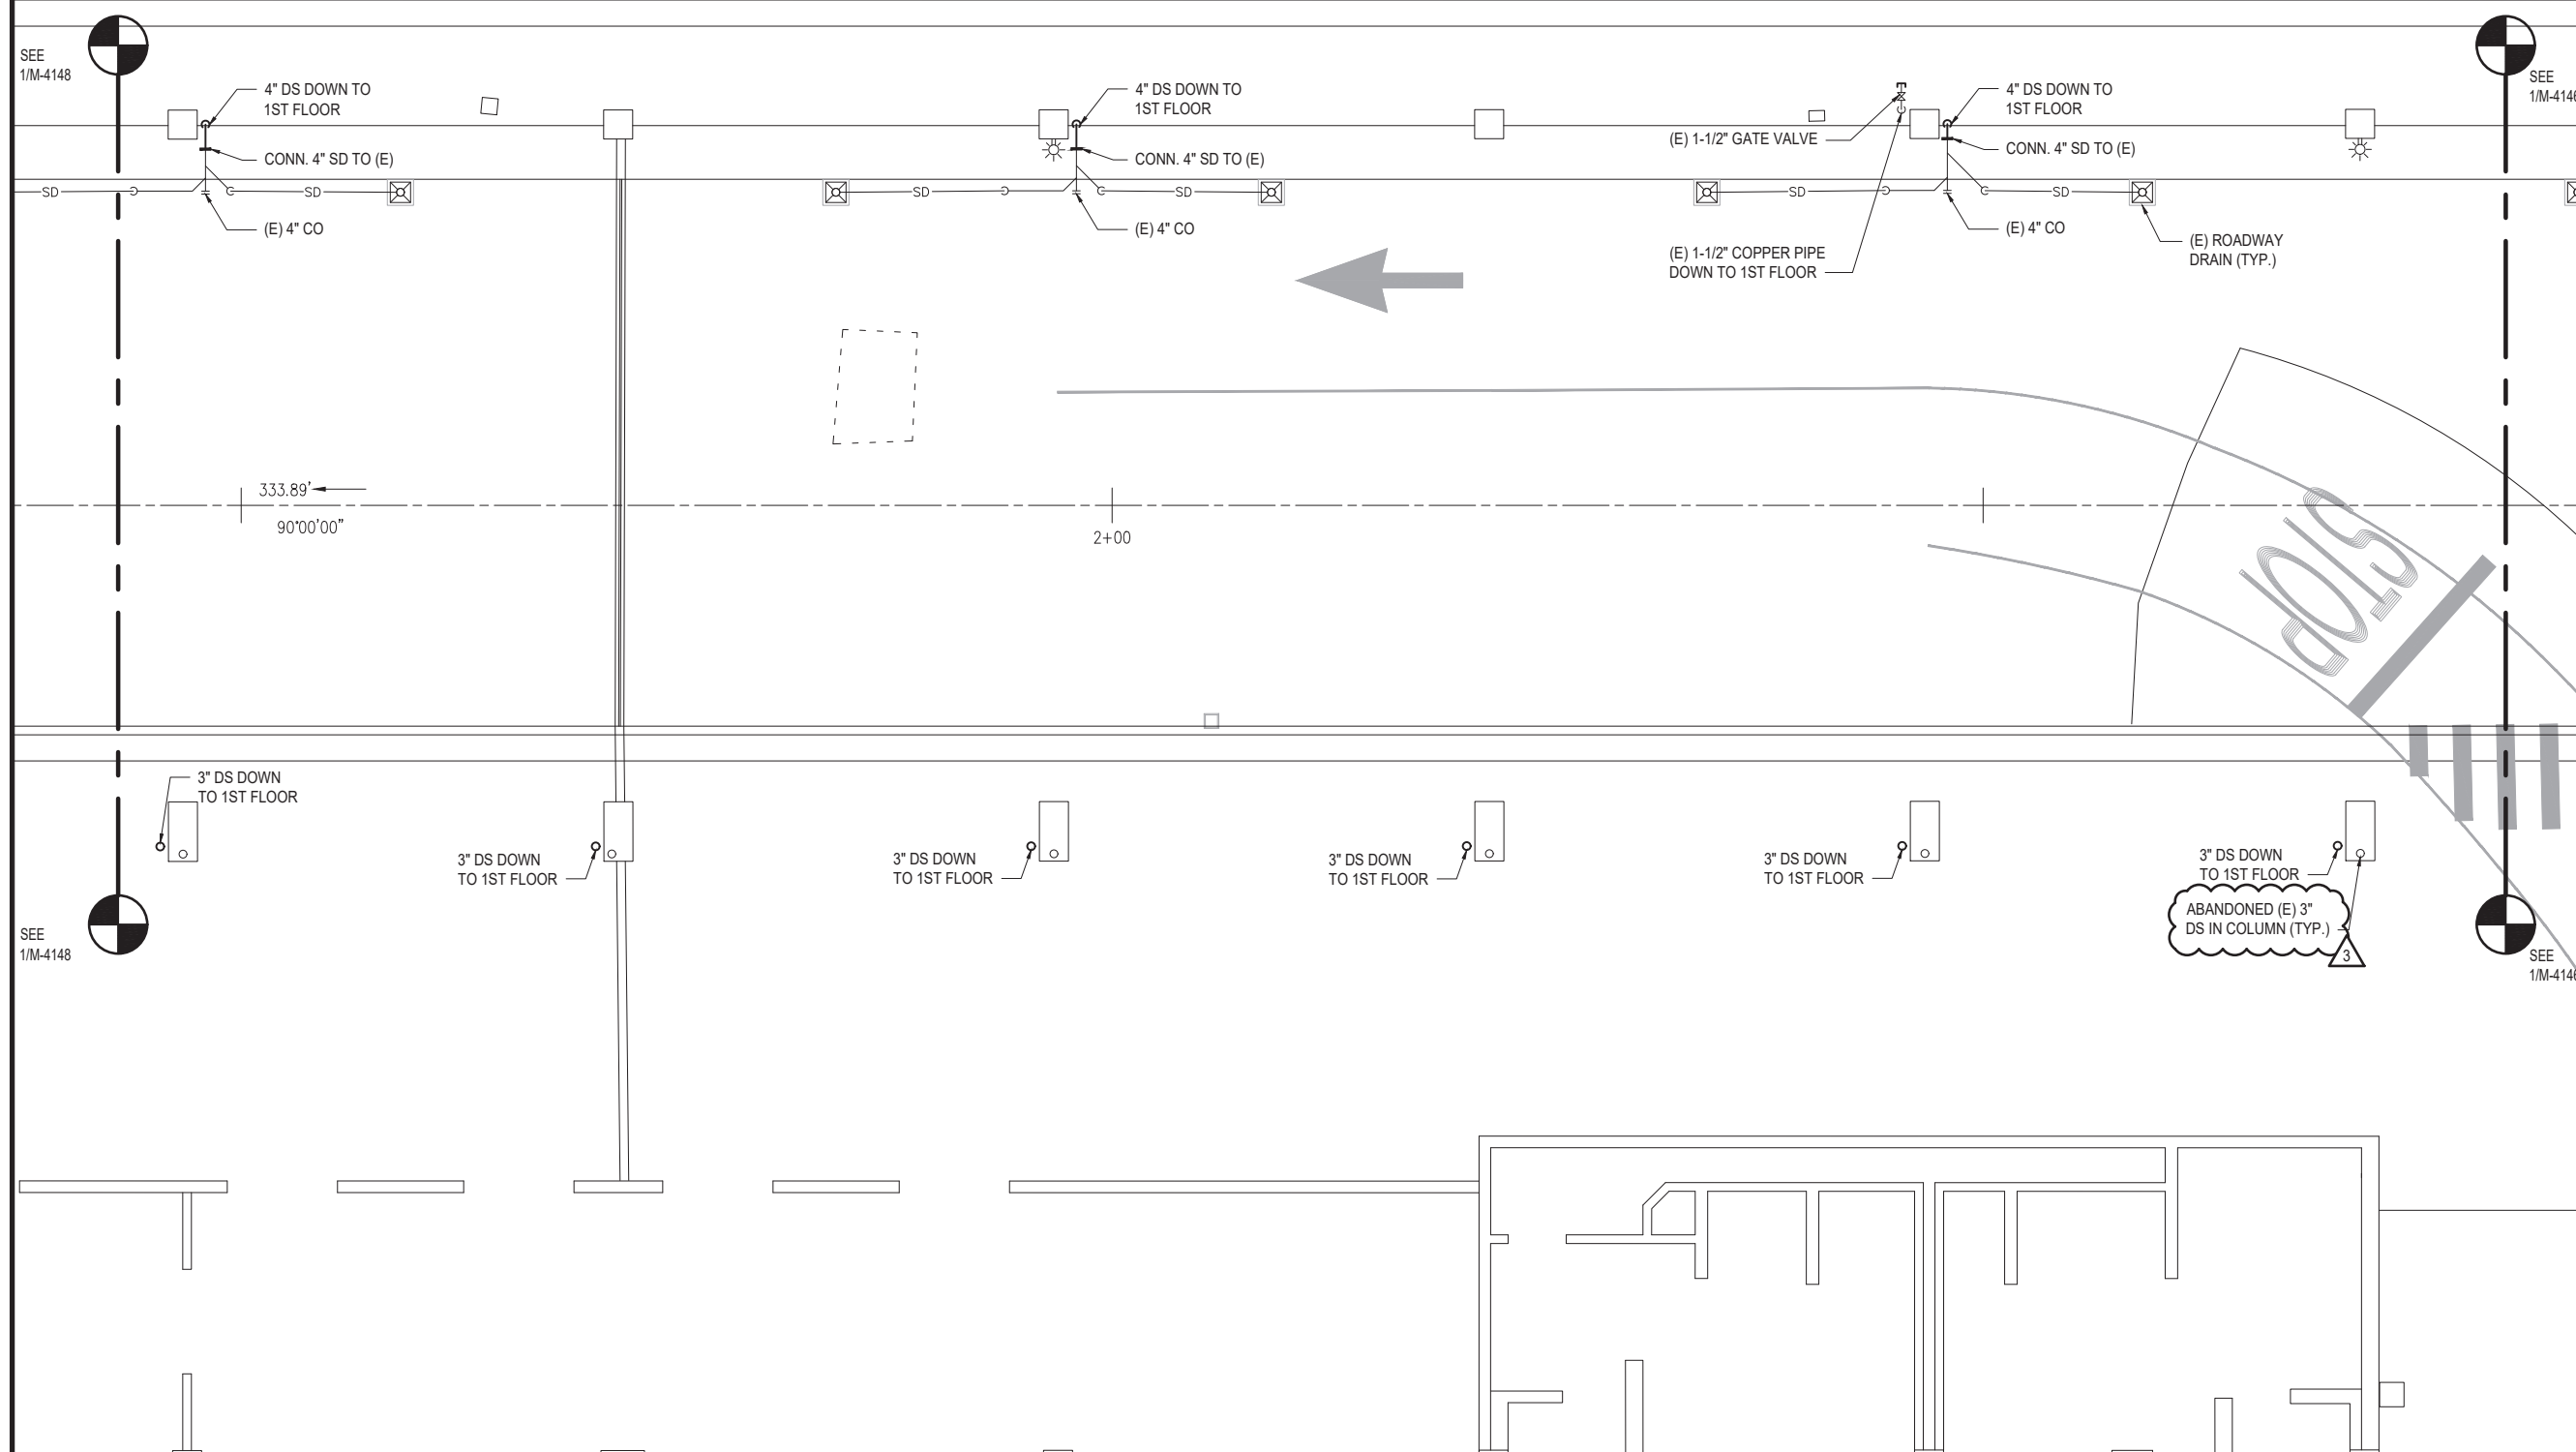 SEE
1/M-4148
4" DS DOWN TO
1ST FLOOR
CONN. 4" SD TO (E)
SD
SD
(E) 4" CO
4" DS DOWN TO
1ST FLOOR
CONN. 4" SD TO (E)
SD
SD
(E) 4" CO
(E) 1-1/2" GATE VALVE
4" DS DOWN TO
1ST FLOOR
CONN. 4" SD TO (E)
SD
SD
(E) 4" CO
(E) 1-1/2" COPPER PIPE
DOWN TO 1ST FLOOR
(E) ROADWAY
DRAIN (TYP.)
SEE
1/M-4146
333.89'
90°00'00"
2+00
STOP
3" DS DOWN
TO 1ST FLOOR
3" DS DOWN
TO 1ST FLOOR
3" DS DOWN
TO 1ST FLOOR
3" DS DOWN
TO 1ST FLOOR
3" DS DOWN
TO 1ST FLOOR
3" DS DOWN
TO 1ST FLOOR
ABANDONED (E) 3"
DS IN COLUMN (TYP.)
3
SEE
1/M-4148
SEE
1/M-4146